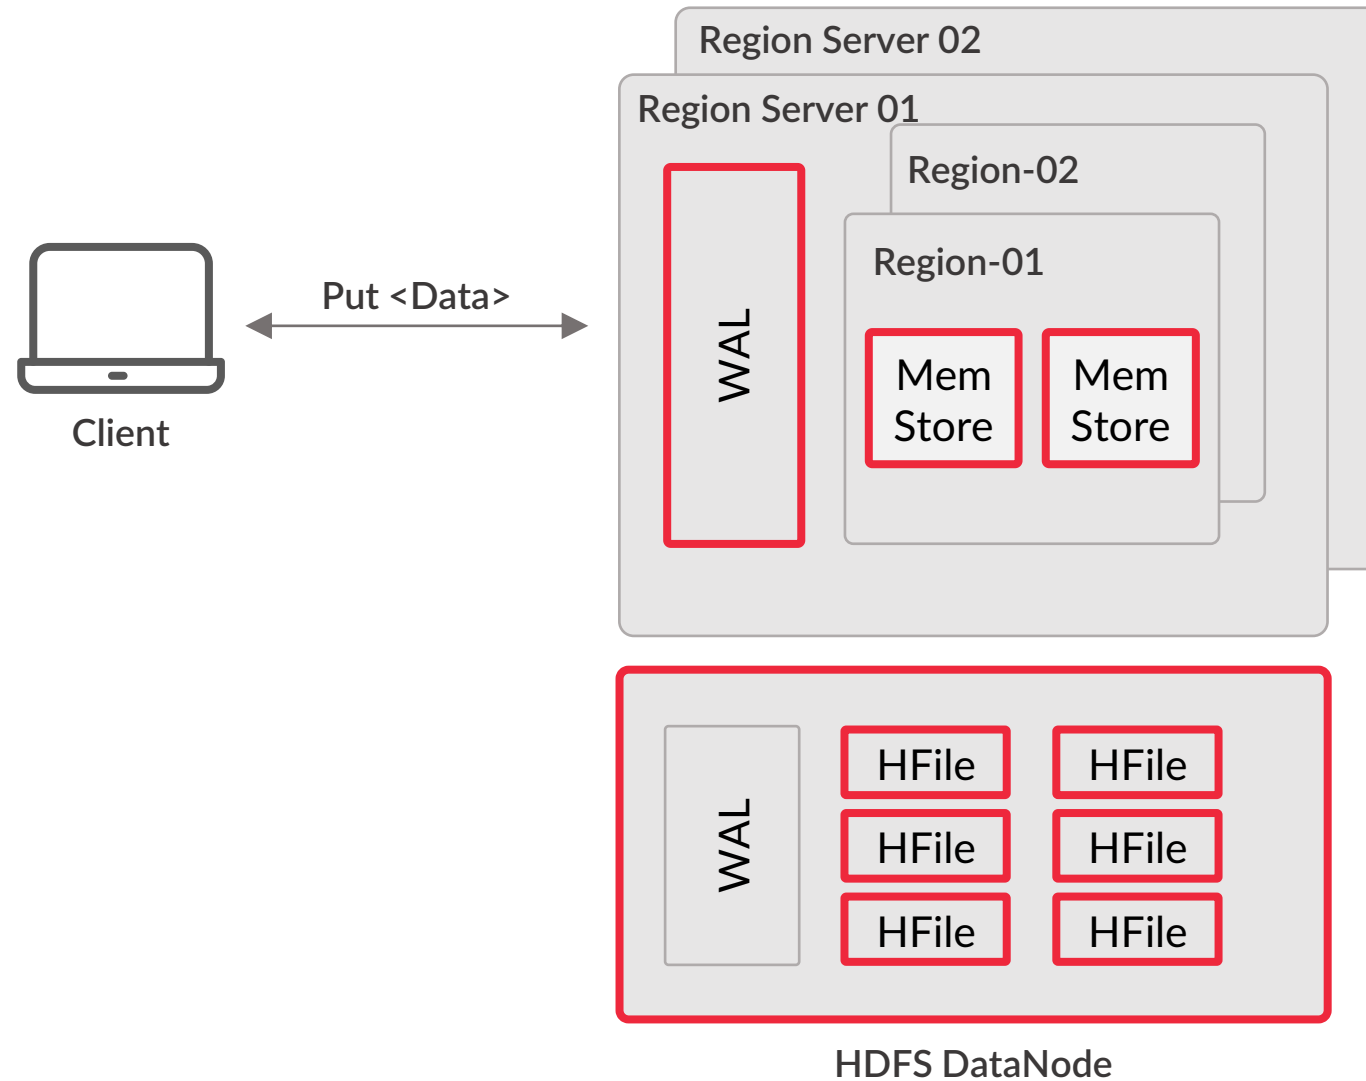 Region Server 02
Region Server 01
Region-02
Region-01
Put <Data>
WAL
Mem
Store
Mem
Store
Client
HFile
HFile
WAL
HFile
HFile
HFile
HFile
HDFS DataNode